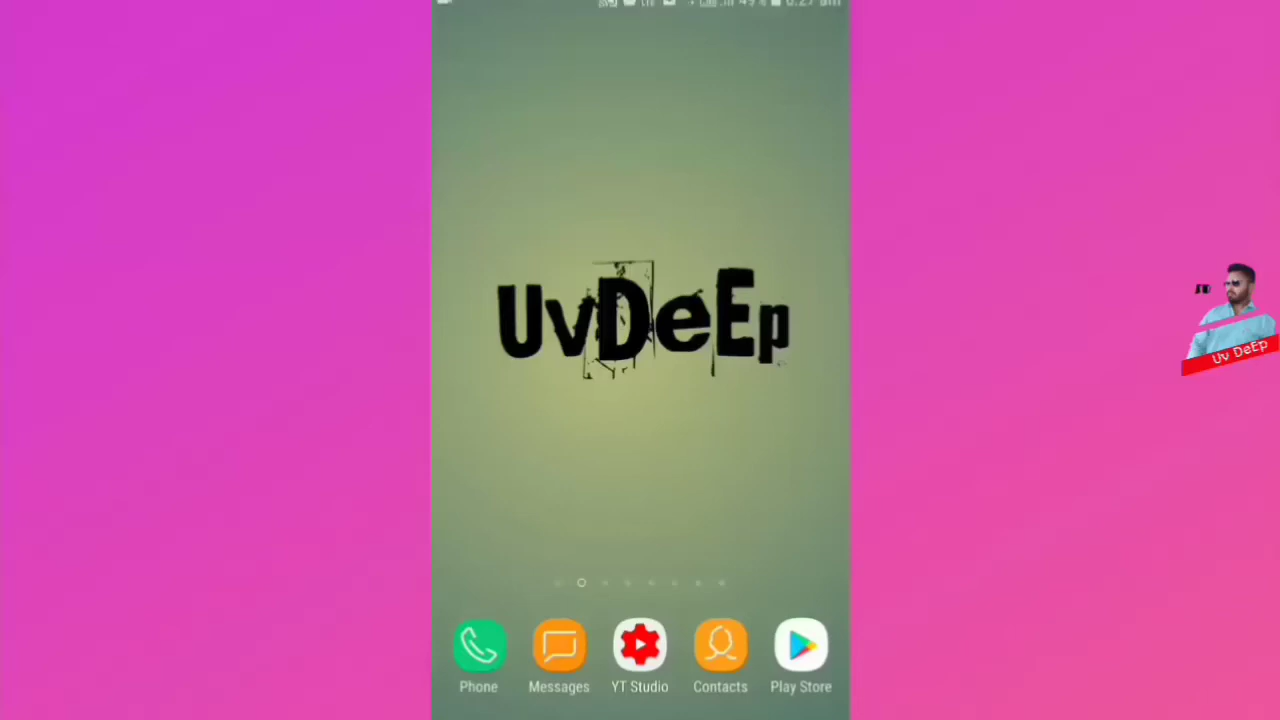 UvDeEp
Uv DeEp
Phone
Messages
YT Studio
Contacts
Play Store